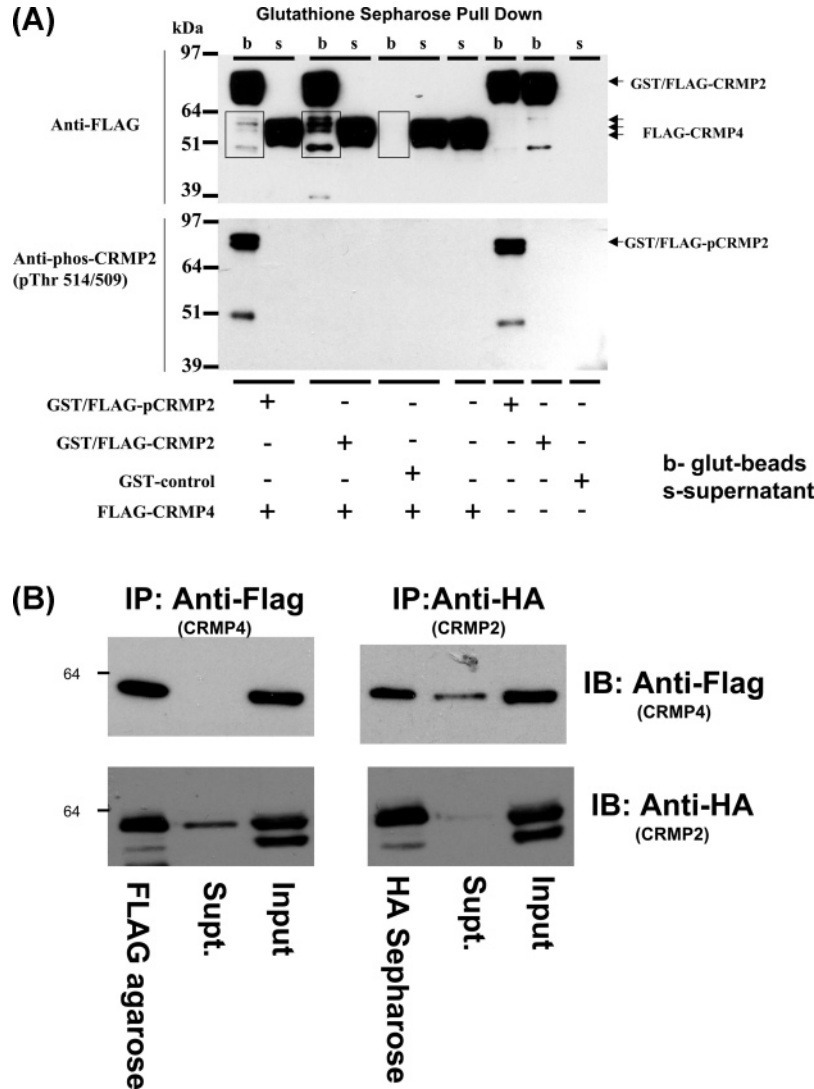 (A)
Glutathione Sepharose Pull Down
kDa
b s b s b s s b b s
97
64
51
39
Anti-FLAG
GST/FLAG-CRMP2
FLAG-CRMP4
97
64
51
39
Anti-phos-CRMP2
(pThr 514/509)
GST/FLAG-pCRMP2
GST/FLAG-pCRMP2 + - - - + - -
GST/FLAG-CRMP2 - + - - - + -
GST-control - - + - - - +
FLAG-CRMP4 + + + + - - -
b- glut-beads
s-supernatant
(B)
IP: Anti-Flag
(CRMP4)
IP:Anti-HA
(CRMP2)
64
IB: Anti-Flag
(CRMP4)
64
IB: Anti-HA
(CRMP2)
FLAG agarose
Supt.
Input
HA Sepharose
Supt.
Input